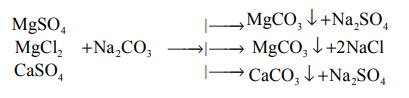 MgSO₄ |⟶ MgCO₃↓+Na₂SO₄
MgCl₂ +Na₂CO₃ ⟶|⟶ MgCO₃↓+2NaCl
CaSO₄ |⟶ CaCO₃↓+Na₂SO₄